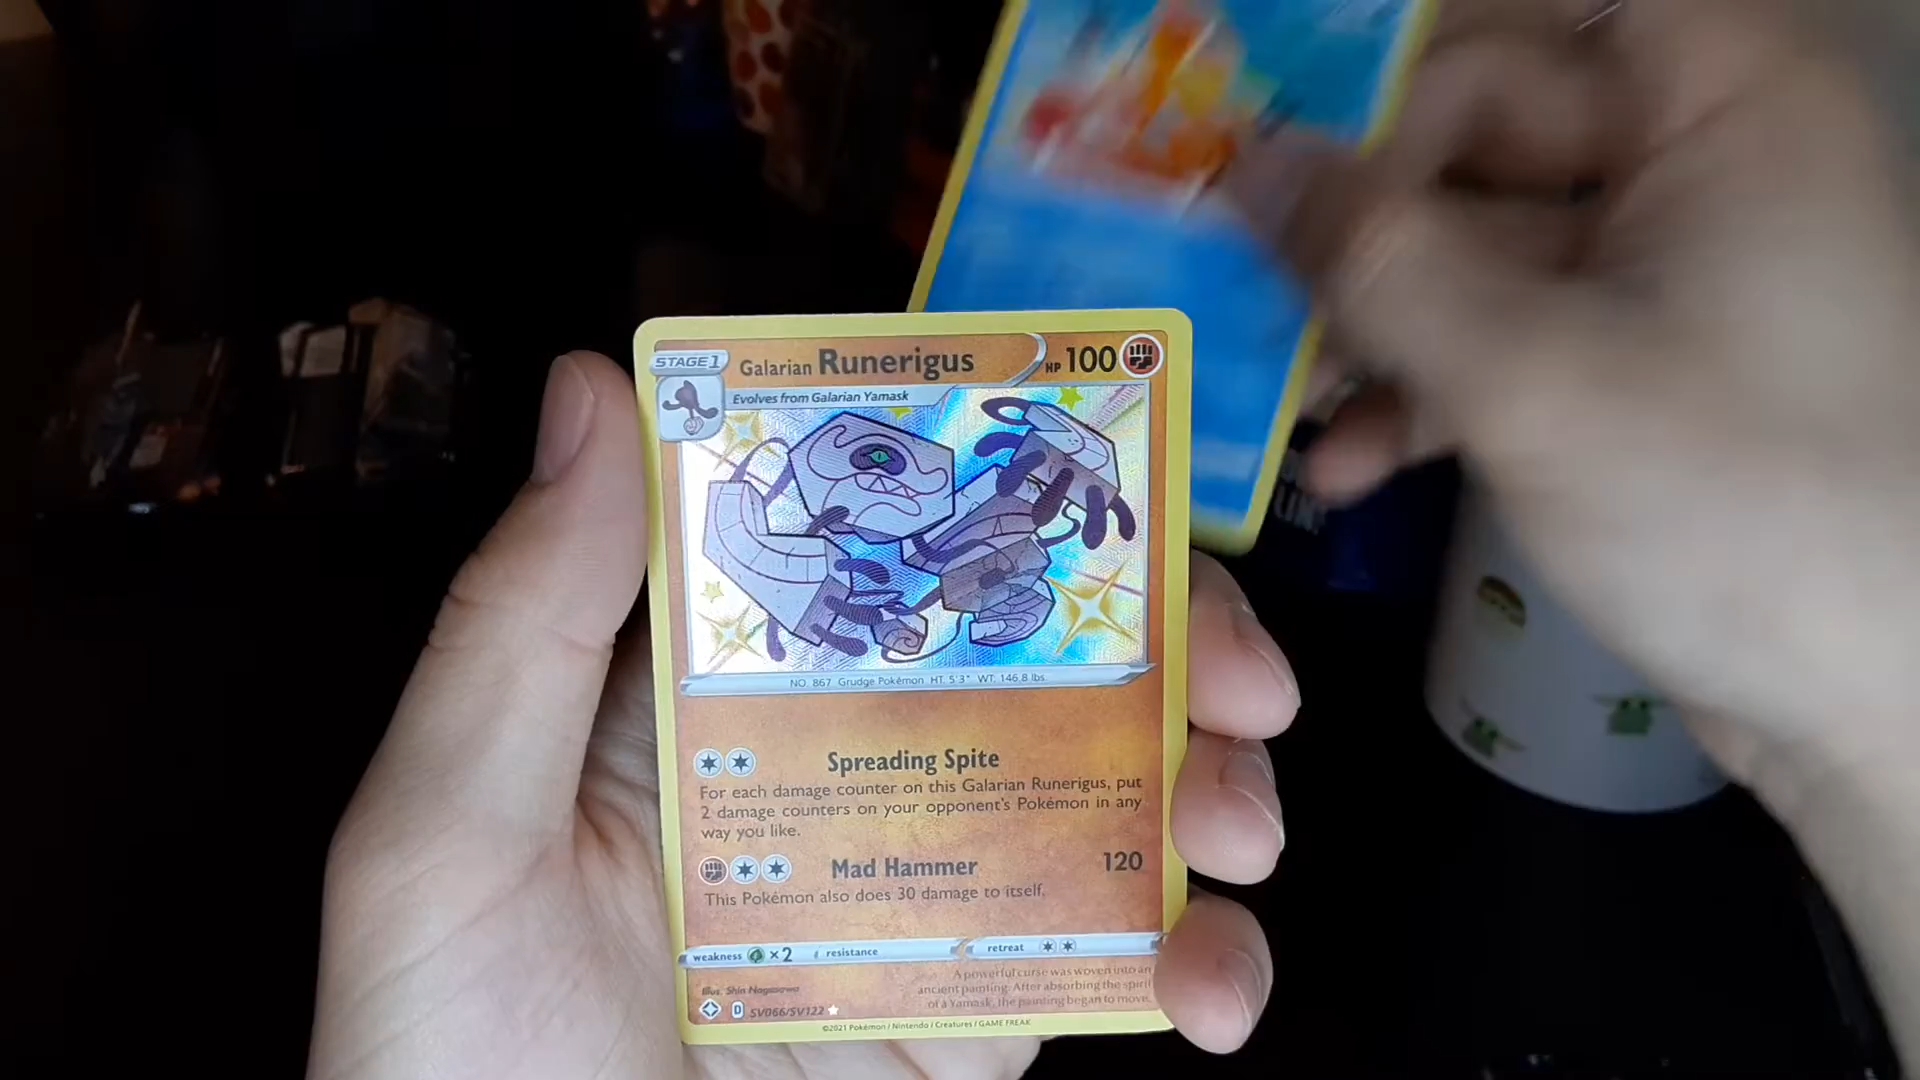 STAGE 1
Galarian Runerigus
HP 100
Evolves from Galarian Yamask
NO. 867 Grudge Pokémon HT. 5'3" WT. 146.8 lbs.
Spreading Spite
For each damage counter on this Galarian Runerigus, put
2 damage counters on your opponent's Pokémon in any
way you like.
Mad Hammer 120
This Pokémon also does 30 damage to itself.
weakness ×2 resistance retreat
Illus. Shin Nagasawa
A powerful curse was woven into an
ancient painting. After absorbing the spirit
of a Yamask, the painting began to move.
D SV066/SV122
©2021 Pokémon / Nintendo / Creatures / GAME FREAK